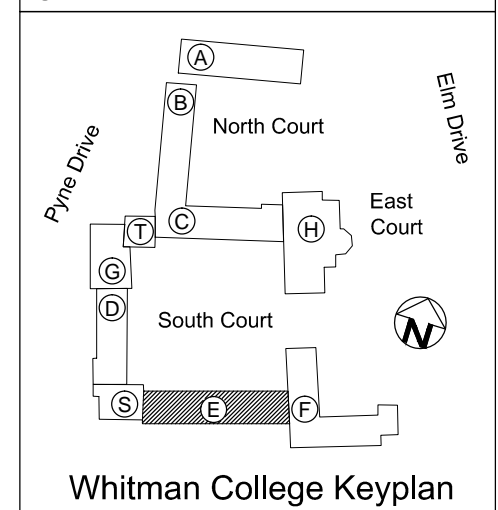 A
B
North Court
Elm Drive
Pyne Drive
East
Court
C
T
H
G
D
South Court
N
S
E
F
Whitman College Keyplan